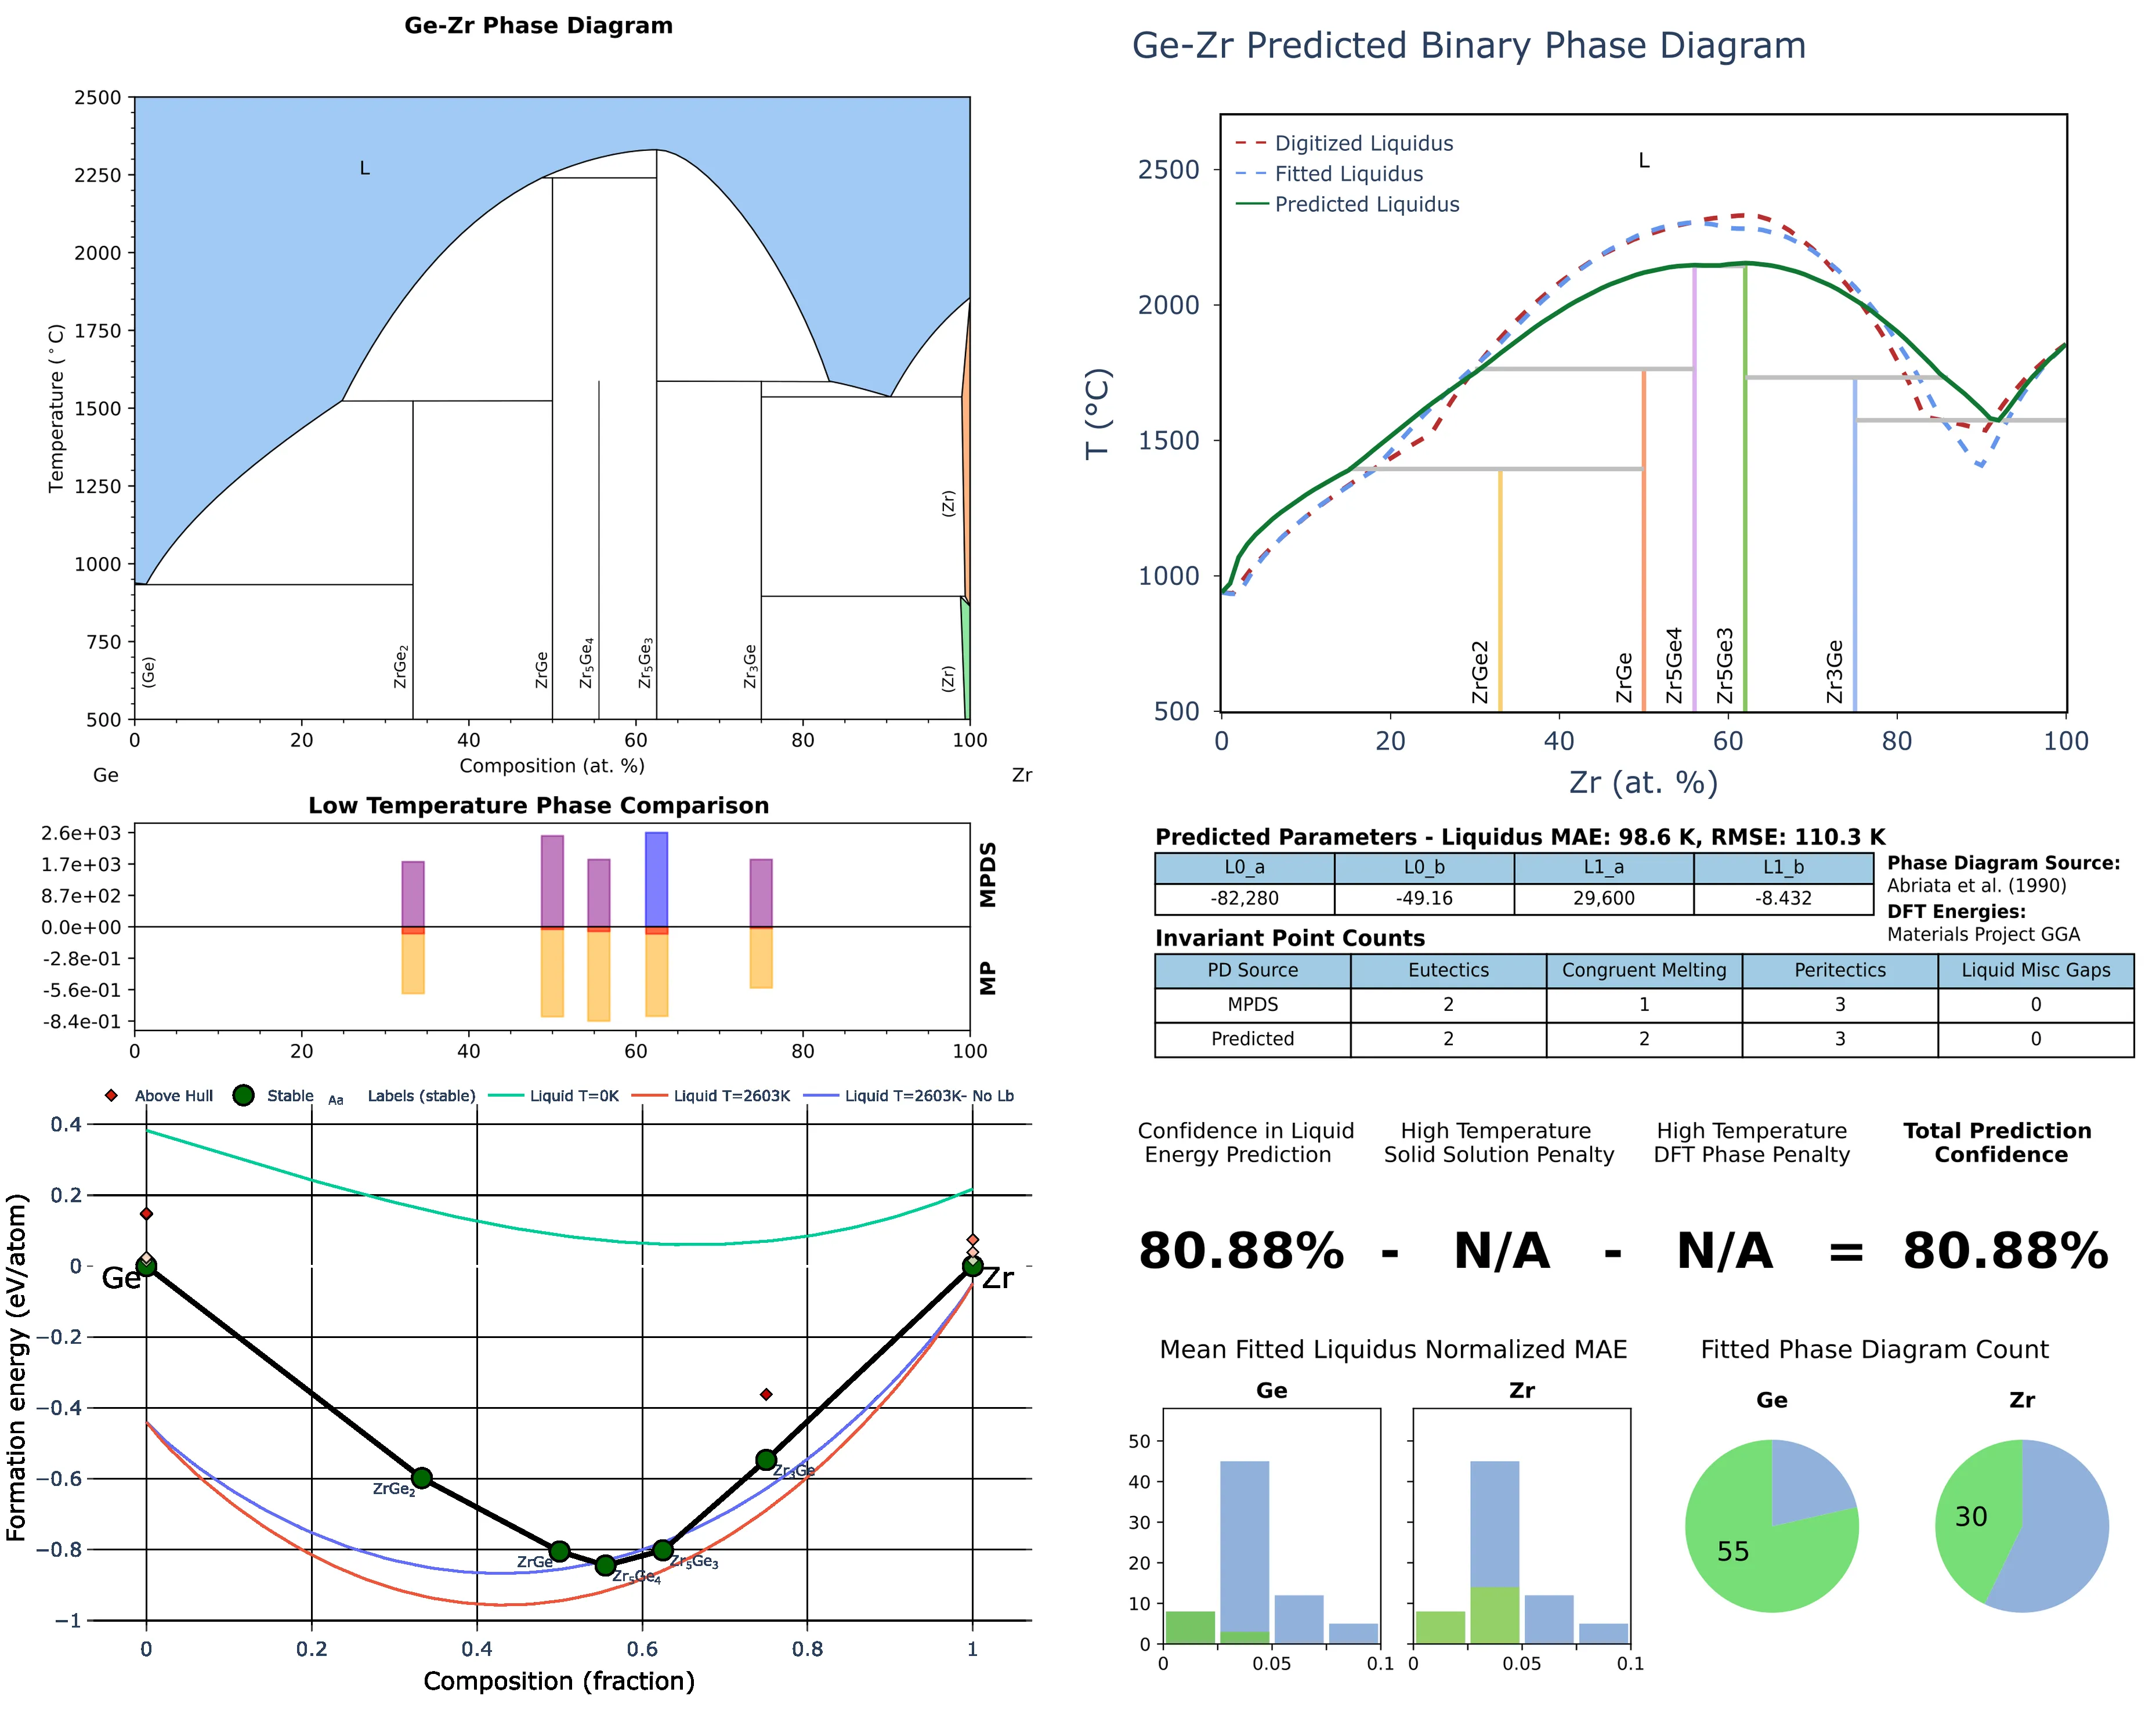 Ge-Zr Phase Diagram
2500
2250
2000
1750
1500
1250
1000
750
500
Temperature (°C)
L
(Ge)
ZrGe2
ZrGe
Zr5Ge4
Zr5Ge3
Zr3Ge
(Zr)
(Zr)
0 20 40 60 80 100
Composition (at. %)
Ge Zr
Low Temperature Phase Comparison
2.6e+03
1.7e+03
8.7e+02
0.0e+00
-2.8e-01
-5.6e-01
-8.4e-01
MPDS
MP
0 20 40 60 80 100
Above Hull Stable Aa Labels (stable) Liquid T=0K Liquid T=2603K Liquid T=2603K- No Lb
0.4
0.2
0
−0.2
−0.4
−0.6
−0.8
−1
Formation energy (eV/atom)
Ge
Zr
ZrGe2
ZrGe
Zr5Ge4
Zr5Ge3
Zr3Ge
0 0.2 0.4 0.6 0.8 1
Composition (fraction)
Ge-Zr Predicted Binary Phase Diagram
Digitized Liquidus
Fitted Liquidus
Predicted Liquidus
L
2500
2000
1500
1000
500
T (°C)
ZrGe2
ZrGe
Zr5Ge4
Zr5Ge3
Zr3Ge
0 20 40 60 80 100
Zr (at. %)
Predicted Parameters - Liquidus MAE: 98.6 K, RMSE: 110.3 K
L0_a L0_b L1_a L1_b
-82,280 -49.16 29,600 -8.432
Phase Diagram Source:
Abriata et al. (1990)
DFT Energies:
Materials Project GGA
Invariant Point Counts
PD Source Eutectics Congruent Melting Peritectics Liquid Misc Gaps
MPDS 2 1 3 0
Predicted 2 2 3 0
Confidence in Liquid
Energy Prediction
High Temperature
Solid Solution Penalty
High Temperature
DFT Phase Penalty
Total Prediction
Confidence
80.88% - N/A - N/A = 80.88%
Mean Fitted Liquidus Normalized MAE
Ge
Zr
50
40
30
20
10
0
0 0.05 0.1
0 0.05 0.1
Fitted Phase Diagram Count
Ge
Zr
55
30